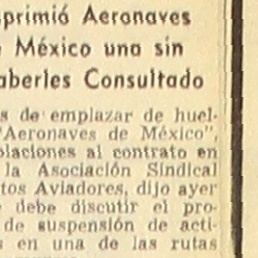 sprimió Aeronaves
México una sin
aberles Consultado
s de emplazar de huel-
"Aeronaves de México",
olaciones al contrato en
la Asociación Sindical
tos Aviadores, dijo ayer
debe discutir el pro-
de suspensión de acti-
s en una de las rutas